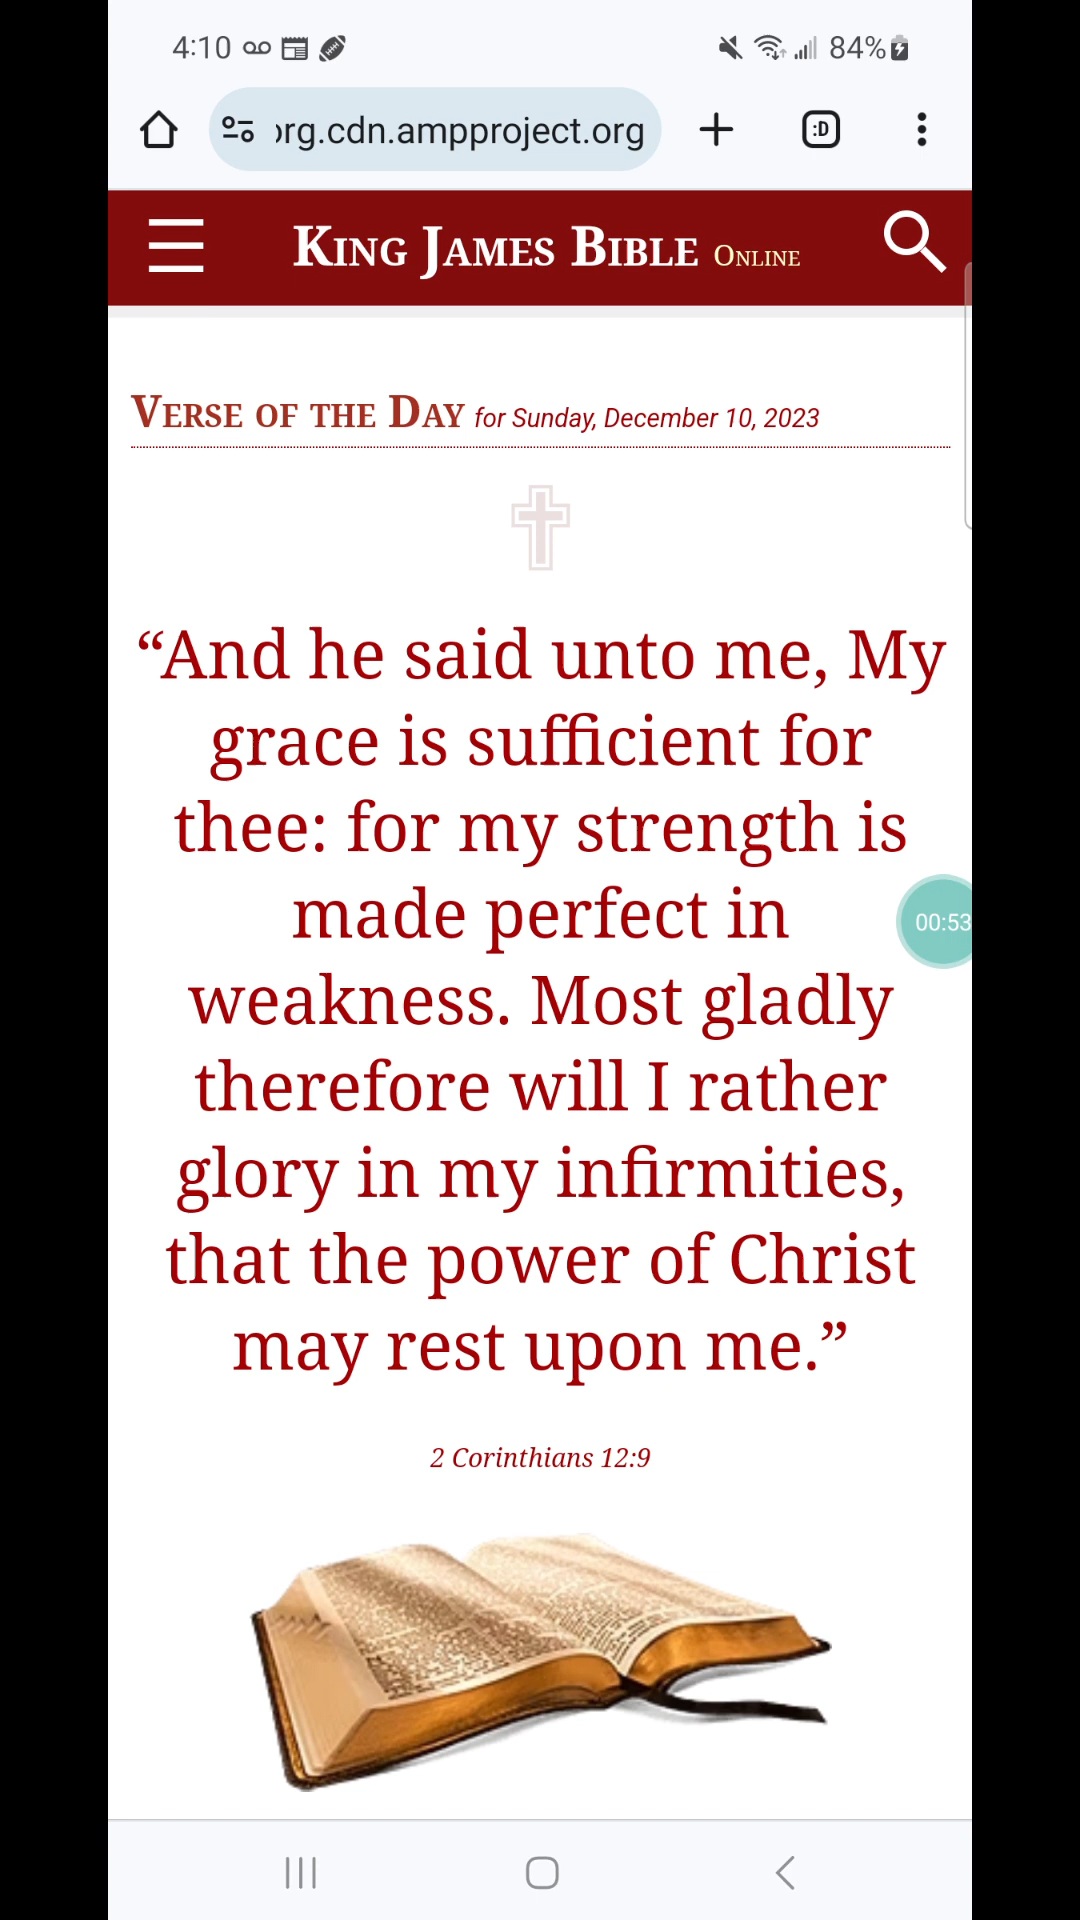 4:10
84%
org.cdn.ampproject.org
:D
King James Bible Online
Verse of the Day for Sunday, December 10, 2023
“And he said unto me, My
grace is sufficient for
thee: for my strength is
made perfect in
weakness. Most gladly
therefore will I rather
glory in my infirmities,
that the power of Christ
may rest upon me.”
00:53
2 Corinthians 12:9